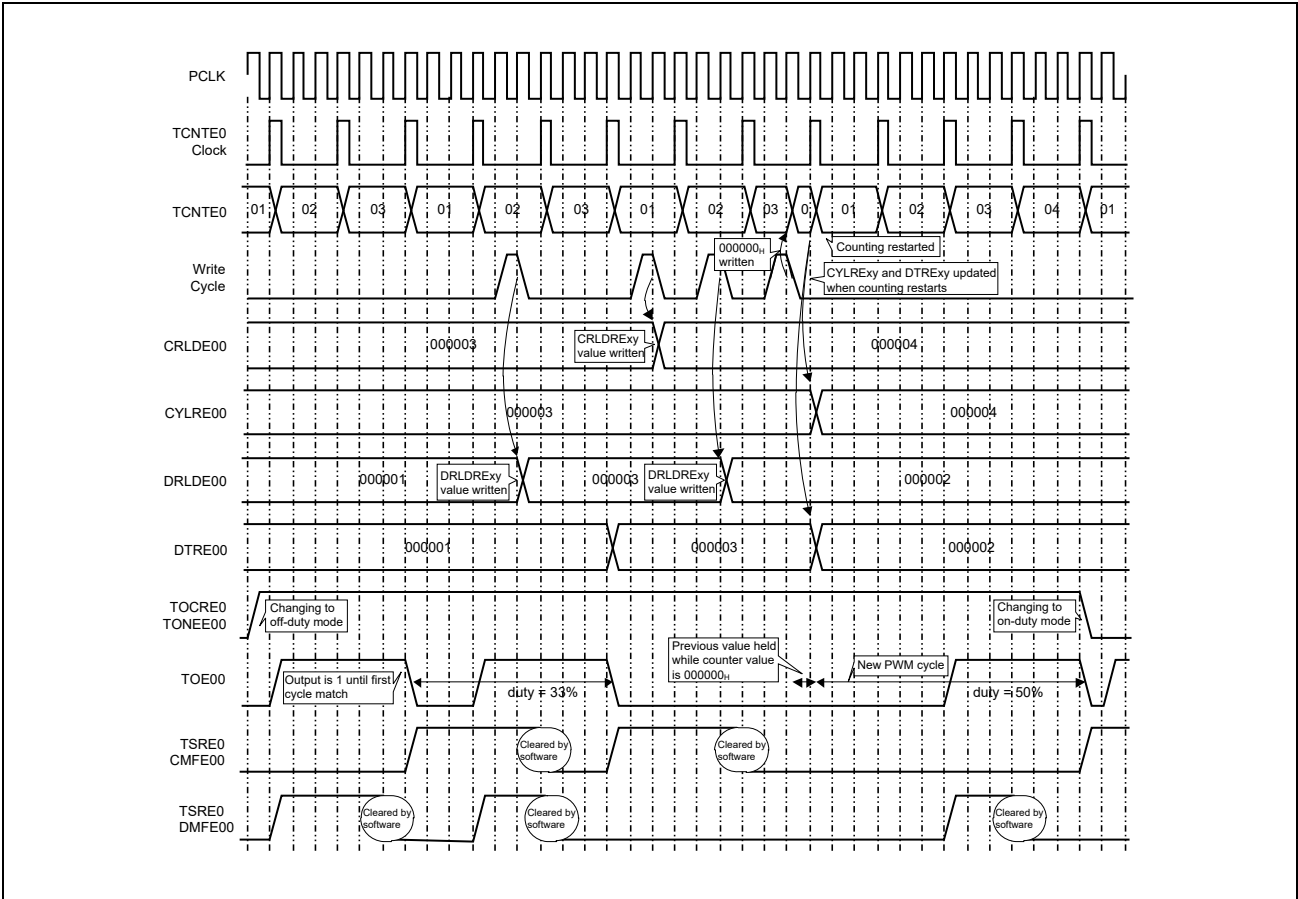 PCLK
TCNTE0
Clock
TCNTE0
01 02 03 01 02 03 01 02 03 0 01 02 03 04 01
Counting restarted
000000H
written
Write
Cycle
CYLRExy and DTRExy updated
when counting restarts
CRLDE00
000003
CRLDRExy
value written
000004
CYLRE00
000003
000004
DRLDE00
000001
DRLDRExy
value written
000003
DRLDRExy
value written
000002
DTRE00
000001
000003
000002
TOCRE0
TONEE00
Changing to
off-duty mode
Changing to
on-duty mode
TOE00
Output is 1 until first
cycle match
duty = 33%
Previous value held
while counter value
is 000000H
New PWM cycle
duty = 50%
TSRE0
CMFE00
Cleared by
software
Cleared by
software
TSRE0
DMFE00
Cleared by
software
Cleared by
software
Cleared by
software